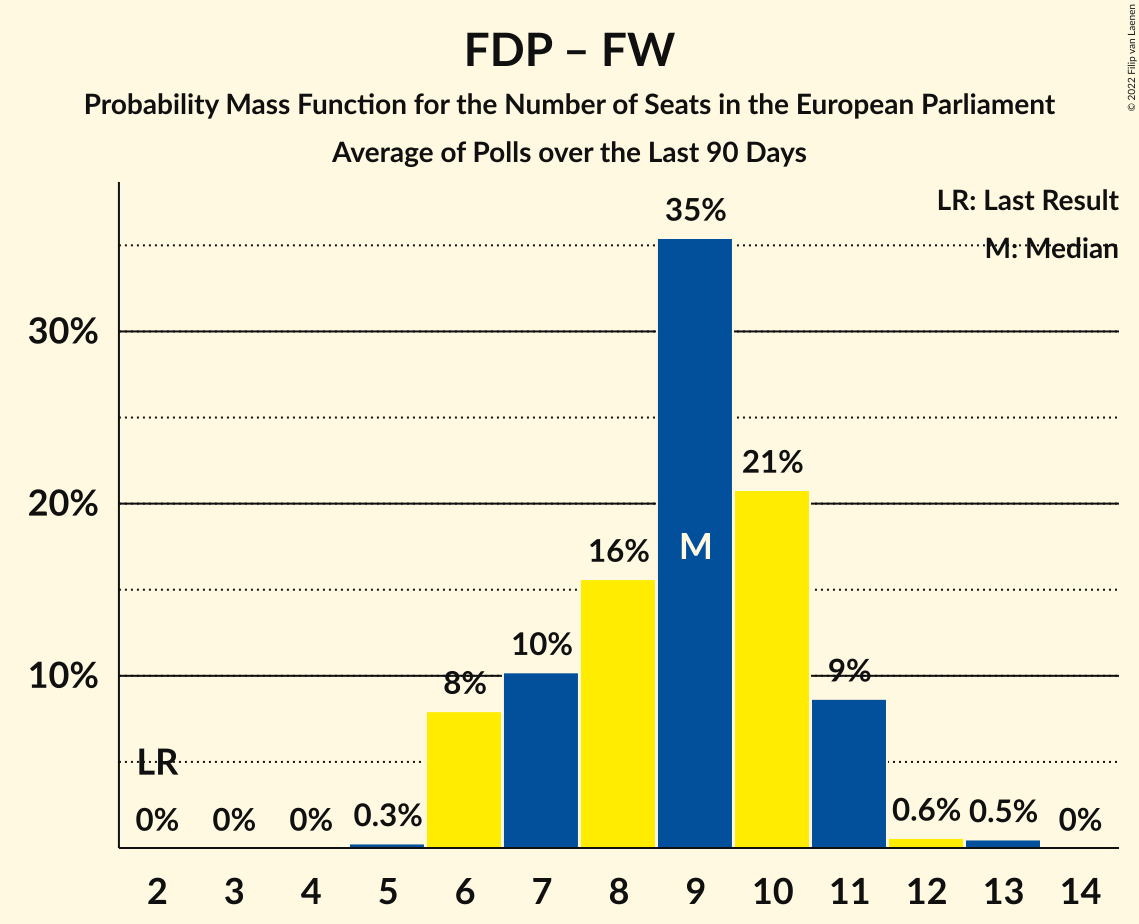 FDP – FW
Probability Mass Function for the Number of Seats in the European Parliament
Average of Polls over the Last 90 Days
© 2022 Filip van Laenen
LR: Last Result
M: Median
35%
30%
21%
20%
16%
M
10%
10%
8%
9%
LR
0%
0%
0%
0.3%
0.6%
0.5%
0%
2 3 4 5 6 7 8 9 10 11 12 13 14